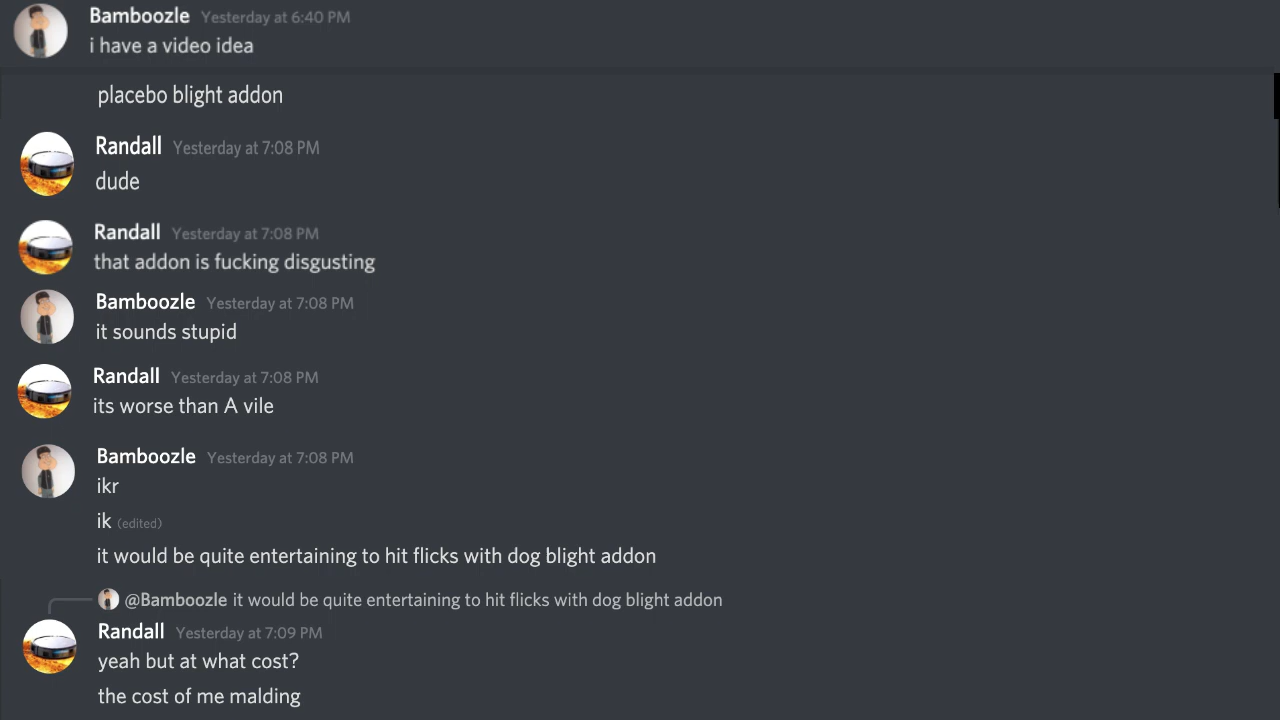 Bamboozle Yesterday at 6:40 PM
i have a video idea
placebo blight addon
Randall Yesterday at 7:08 PM
dude
Randall Yesterday at 7:08 PM
that addon is fucking disgusting
Bamboozle Yesterday at 7:08 PM
it sounds stupid
Randall Yesterday at 7:08 PM
its worse than A vile
Bamboozle Yesterday at 7:08 PM
ikr
ik (edited)
it would be quite entertaining to hit flicks with dog blight addon
@Bamboozle it would be quite entertaining to hit flicks with dog blight addon
Randall Yesterday at 7:09 PM
yeah but at what cost?
the cost of me malding